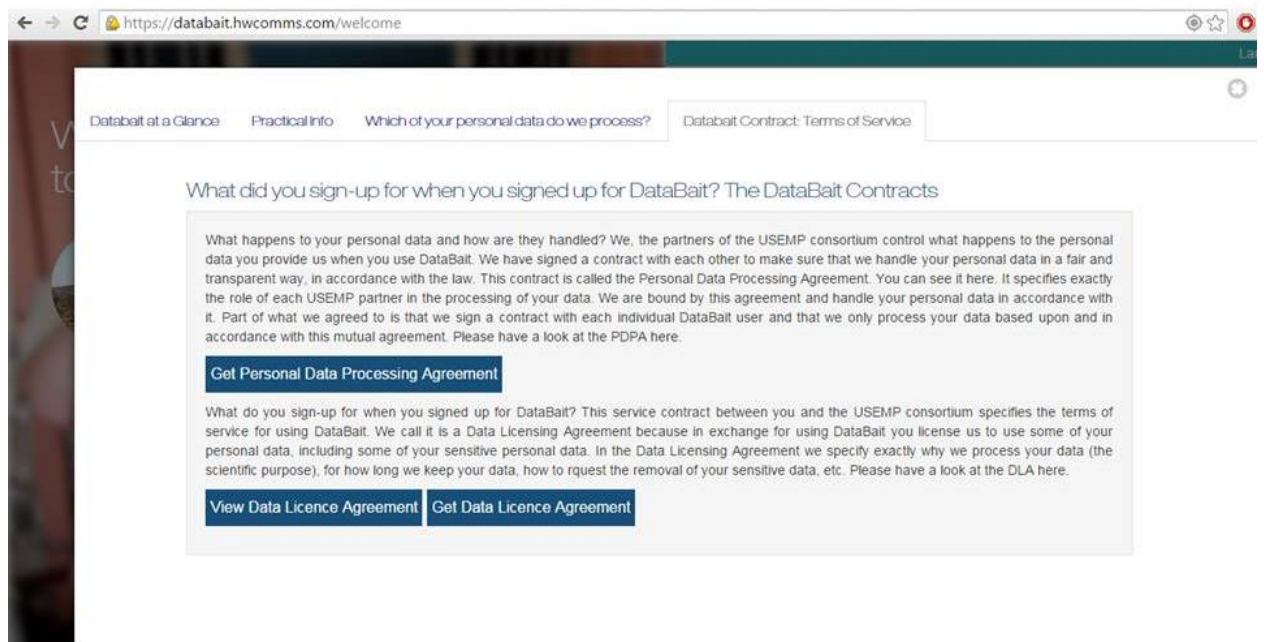 https://databait.hwcomms.com/welcome
Databait at a Glance Practical Info Which of your personal data do we process? Databait Contract: Terms of Service
What did you sign-up for when you signed up for DataBait? The DataBait Contracts
What happens to your personal data and how are they handled? We, the partners of the USEMP consortium control what happens to the personal
data you provide us when you use DataBait. We have signed a contract with each other to make sure that we handle your personal data in a fair and
transparent way, in accordance with the law. This contract is called the Personal Data Processing Agreement. You can see it here. It specifies exactly
the role of each USEMP partner in the processing of your data. We are bound by this agreement and handle your personal data in accordance with
it. Part of what we agreed to is that we sign a contract with each individual DataBait user and that we only process your data based upon and in
accordance with this mutual agreement. Please have a look at the PDPA here.
Get Personal Data Processing Agreement
What do you sign-up for when you signed up for DataBait? This service contract between you and the USEMP consortium specifies the terms of
service for using DataBait. We call it is a Data Licensing Agreement because in exchange for using DataBait you license us to use some of your
personal data, including some of your sensitive personal data. In the Data Licensing Agreement we specify exactly why we process your data (the
scientific purpose), for how long we keep your data, how to rquest the removal of your sensitive data, etc. Please have a look at the DLA here.
View Data Licence Agreement Get Data Licence Agreement